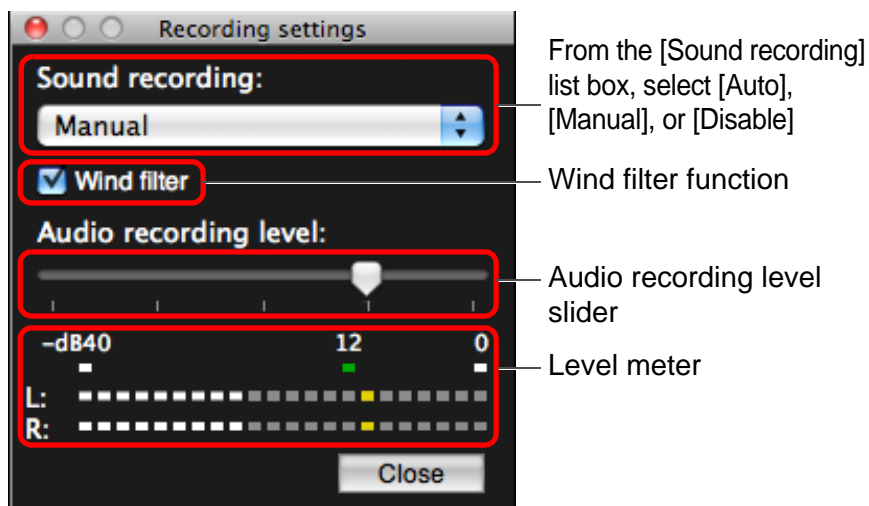 Recording settings
Sound recording:
Manual
Wind filter
Audio recording level:
-dB40 12 0
L:
R:
Close
From the [Sound recording]
list box, select [Auto],
[Manual], or [Disable]
Wind filter function
Audio recording level
slider
Level meter